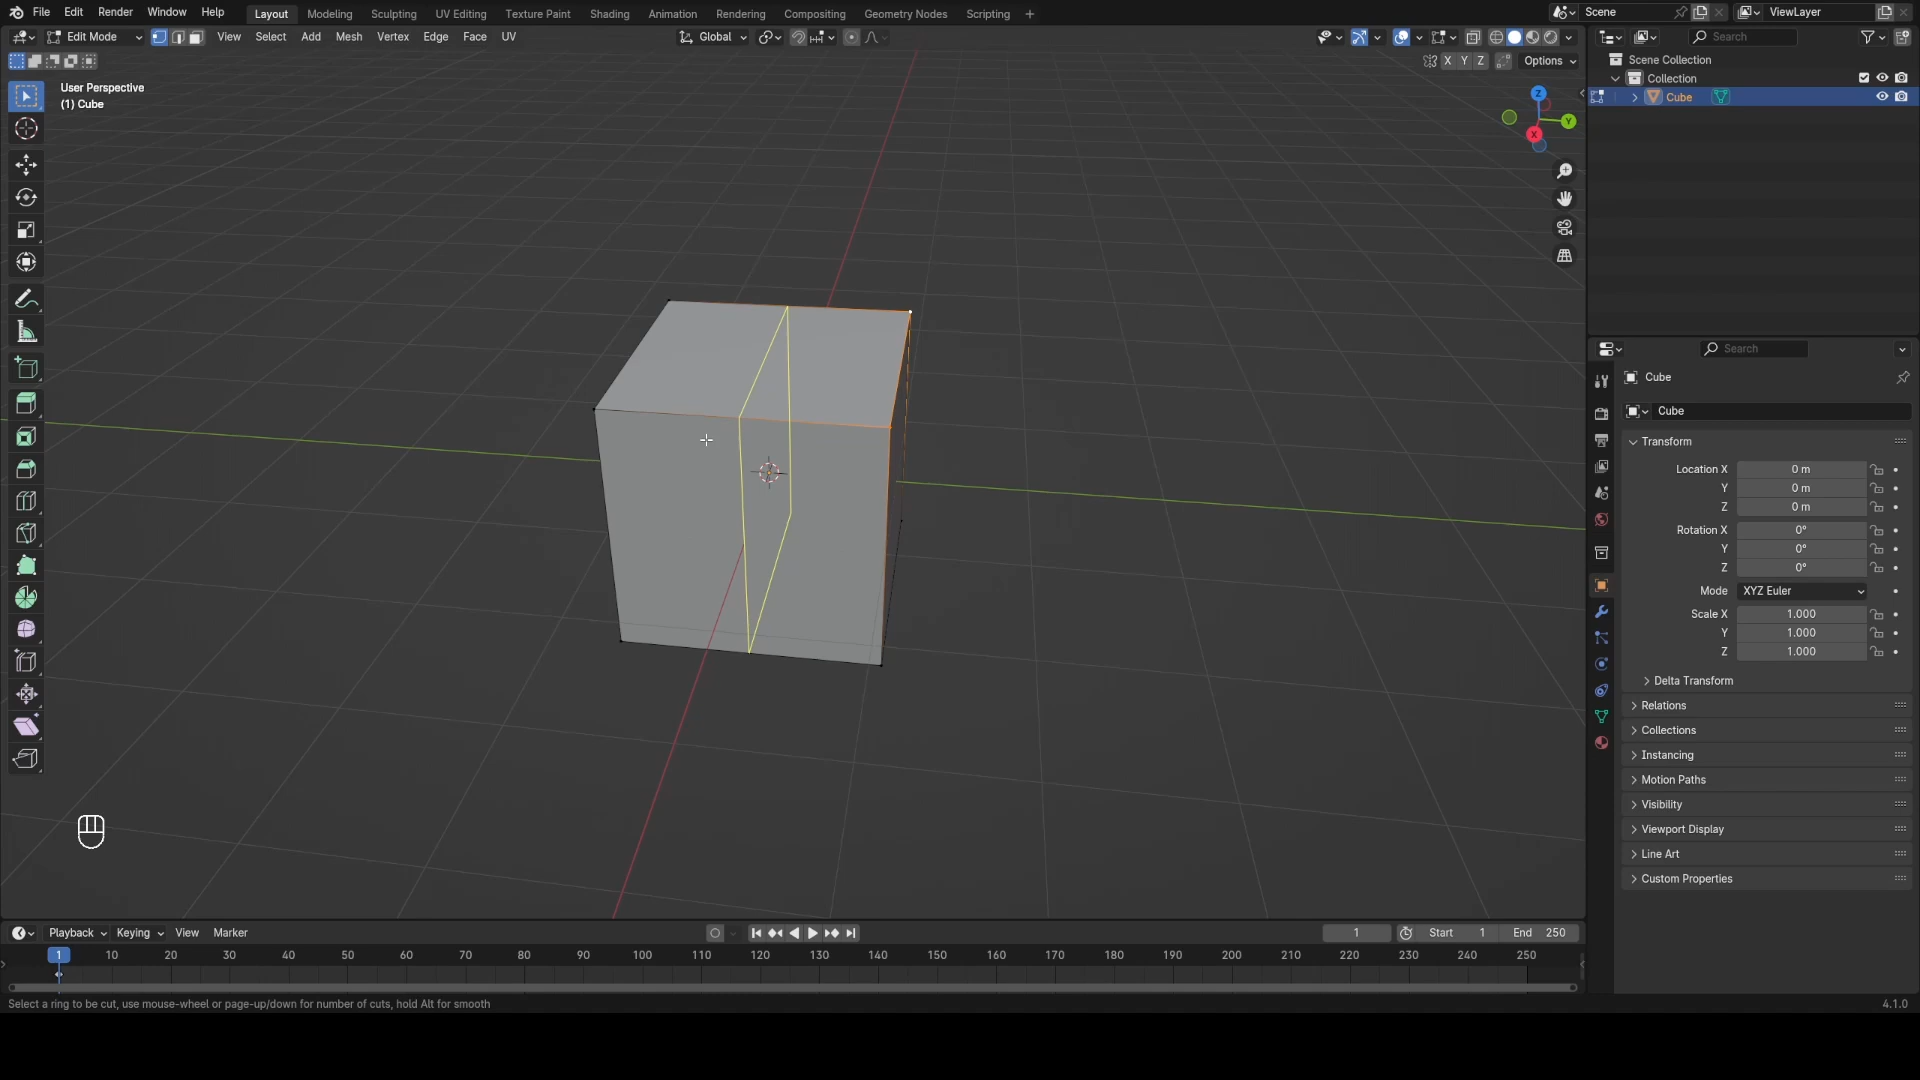 File Edit Render Window Help Layout Modeling Sculpting UV Editing Texture Paint Shading Animation Rendering Compositing Geometry Nodes Scripting + Scene ViewLayer
Edit Mode View Select Add Mesh Vertex Edge Face UV Global Search
X Y Z Options
User Perspective
(1) Cube
Scene Collection
Collection
Cube
Z
Y
X
Search
Cube
Cube
Transform
Location X 0 m
Y 0 m
Z 0 m
Rotation X 0°
Y 0°
Z 0°
Mode XYZ Euler
Scale X 1.000
Y 1.000
Z 1.000
Delta Transform
Relations
Collections
Instancing
Motion Paths
Visibility
Viewport Display
Line Art
Custom Properties
Playback Keying View Marker 1 Start 1 End 250
1 10 20 30 40 50 60 70 80 90 100 110 120 130 140 150 160 170 180 190 200 210 220 230 240 250
Select a ring to be cut, use mouse-wheel or page-up/down for number of cuts, hold Alt for smooth 4.1.0